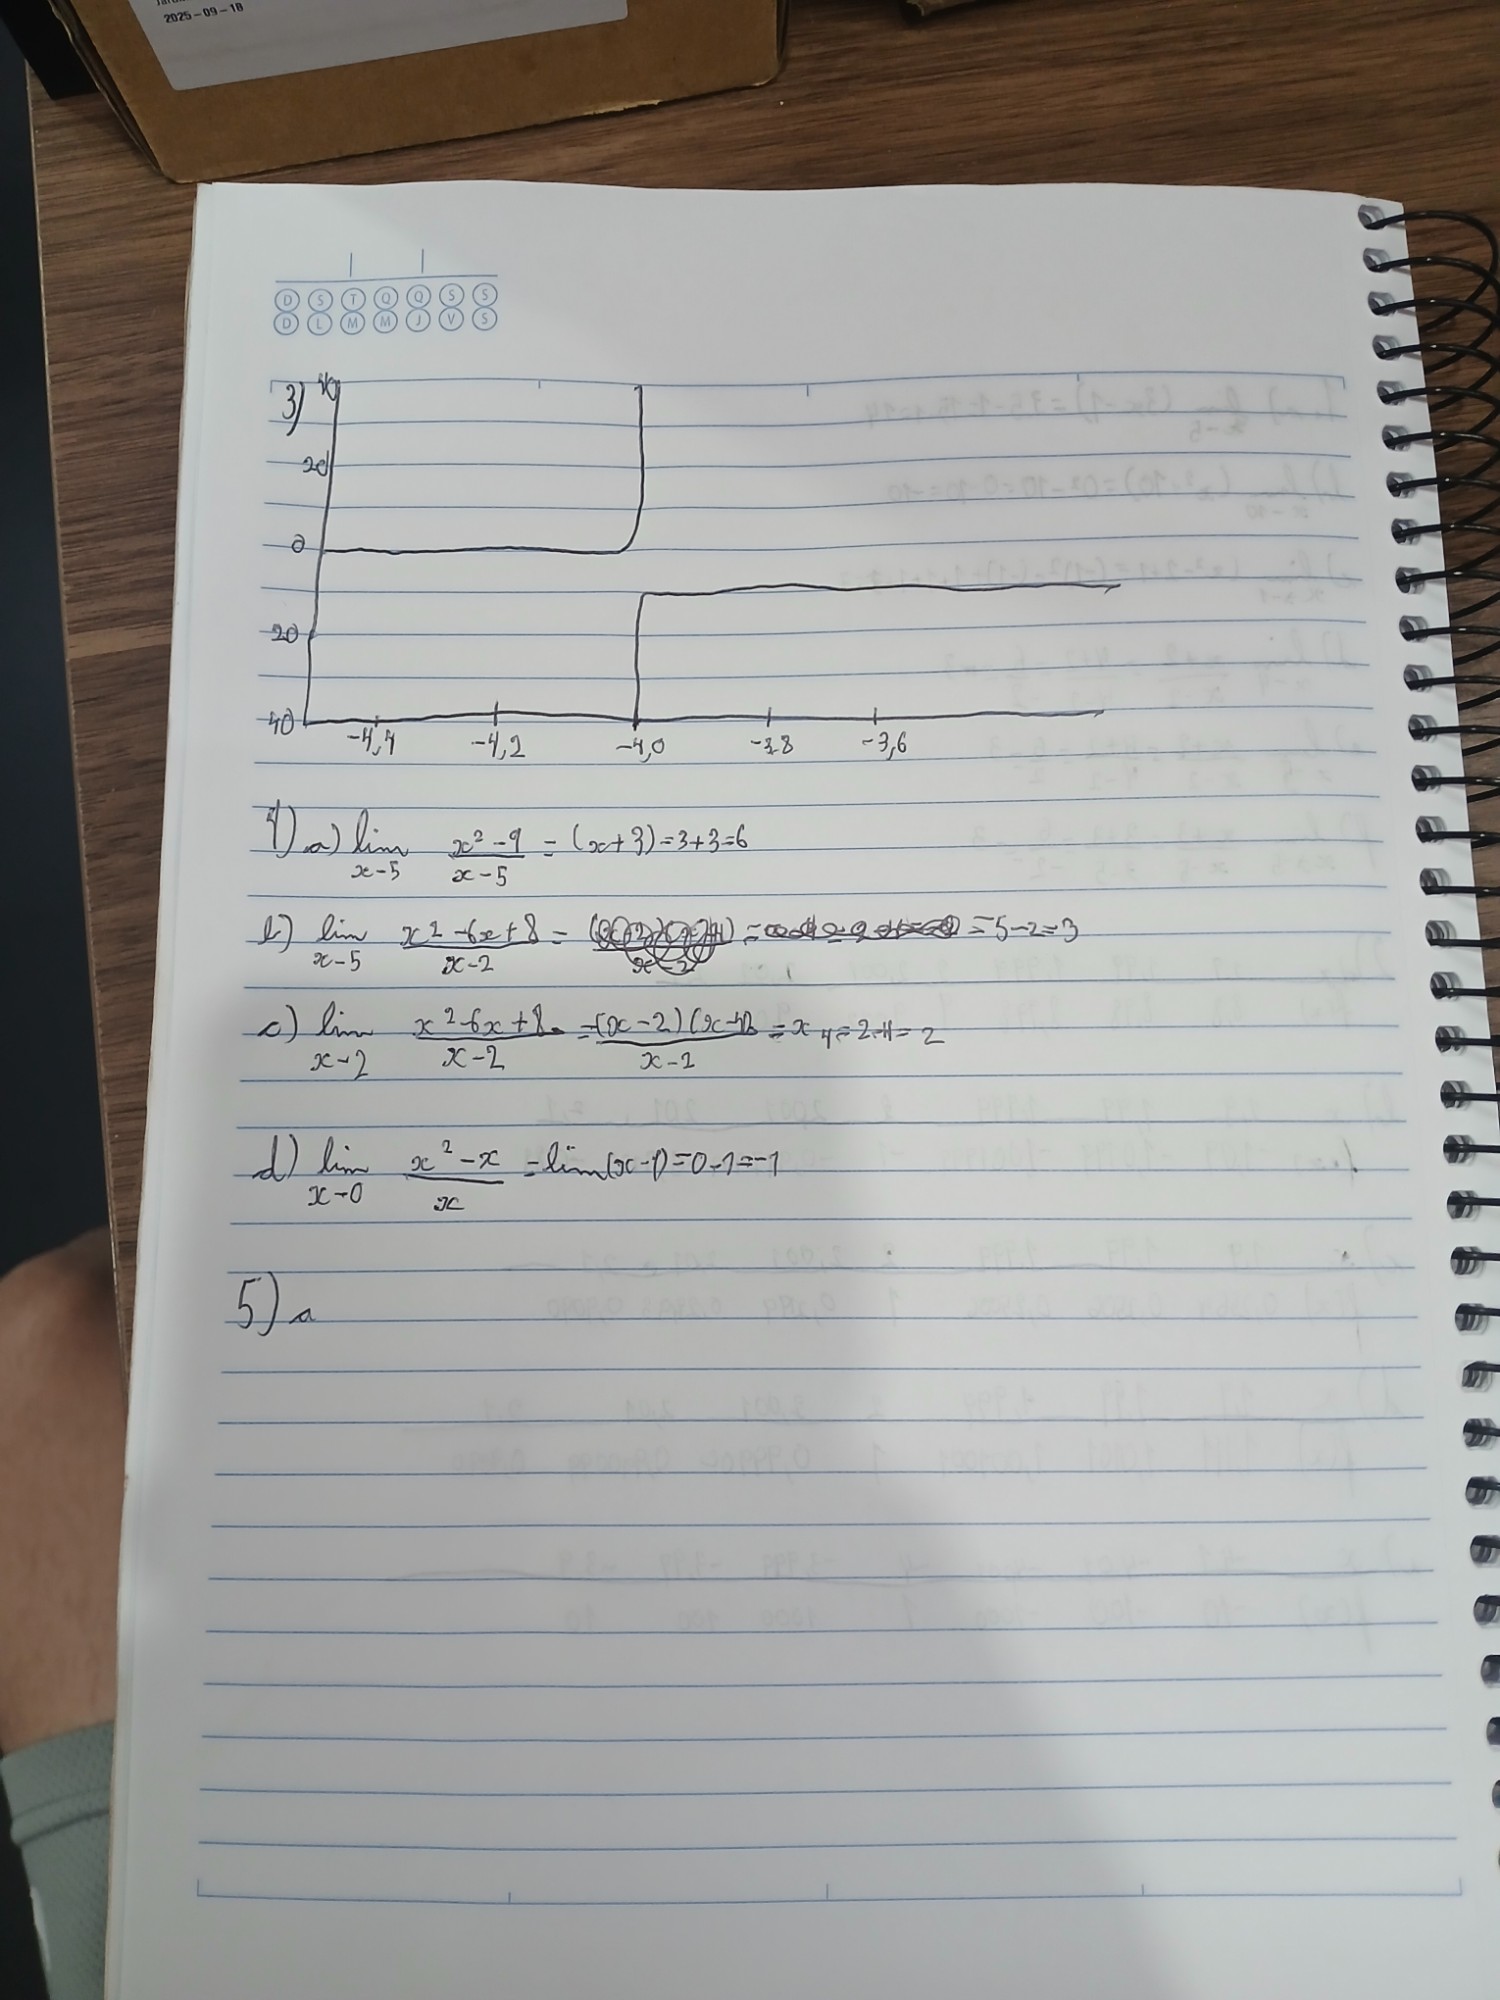 2025-09-18
D S T Q Q S S
D L M M J V S
3) 40
20
0
-20
-40
-4,4 -4,2 -4,0 -3,8 -3,6
4) a) lim x²-9 = (x+3)=3+3=6
x-5 x-5
b) lim x²-6x+8 = = =5-2=3
x-5 x-2 x-2
c) lim x²-6x+8 =(x-2)(x-4) =x-4=2-4=2
x-2 x-2 x-2
d) lim x²-x =lim(x-1)=0-1=-1
x-0 x
5) a